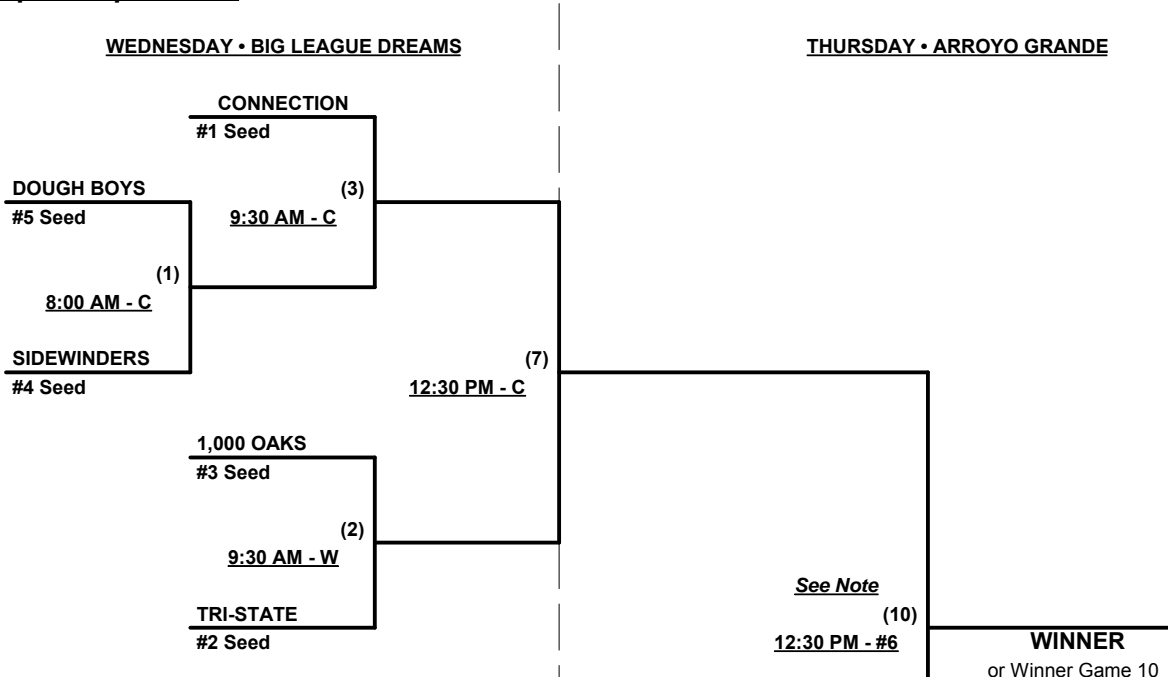 WEDNESDAY • BIG LEAGUE DREAMS
THURSDAY • ARROYO GRANDE
CONNECTION
#1 Seed
DOUGH BOYS
(3)
#5 Seed
9:30 AM - C
(1)
8:00 AM - C
SIDEWINDERS
(7)
#4 Seed
12:30 PM - C
1,000 OAKS
#3 Seed
(2)
9:30 AM - W
See Note
TRI-STATE
(10)
#2 Seed
12:30 PM - #6
WINNER
or Winner Game 10